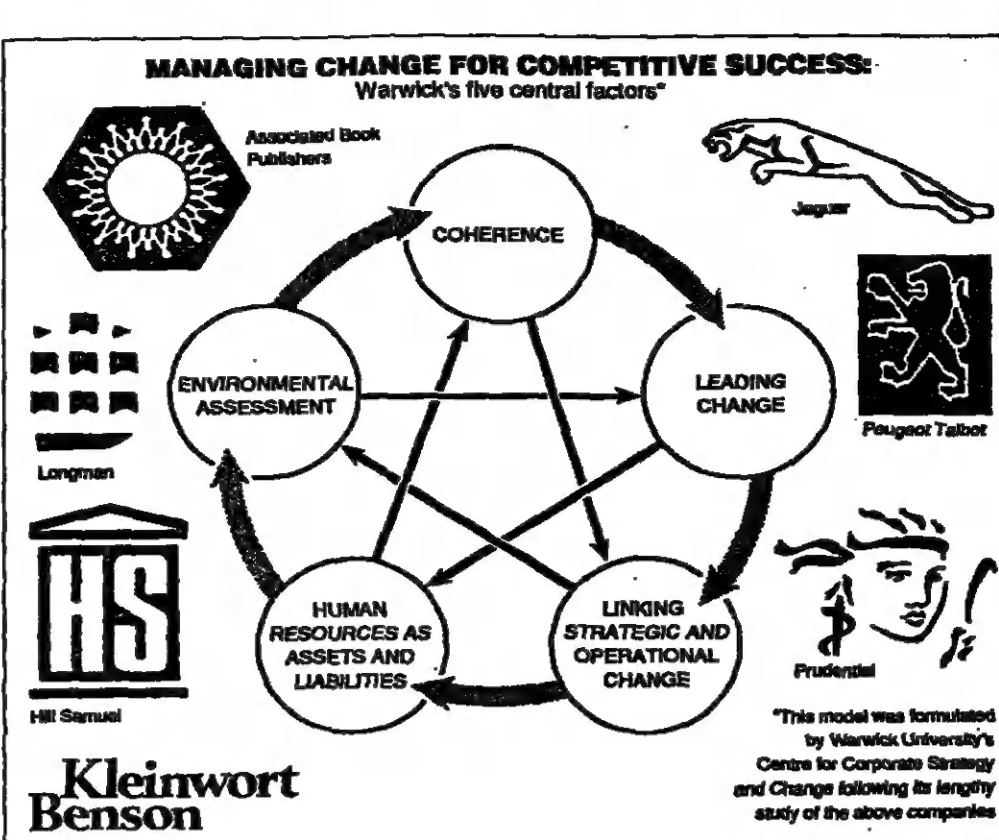 MANAGING CHANGE FOR COMPETITIVE SUCCESS:
Warwick's five central factors*
Associated Book
Publishers
Jaguar
COHERENCE
ENVIRONMENTAL
ASSESSMENT
LEADING
CHANGE
Peugeot Talbot
Longman
HS
HUMAN
RESOURCES AS
ASSETS AND
LIABILITIES
LINKING
STRATEGIC AND
OPERATIONAL
CHANGE
Prudential
Hill Samuel
Kleinwort
Benson
*This model was formulated
by Warwick University's
Centre for Corporate Strategy
and Change following its lengthy
study of the above companies